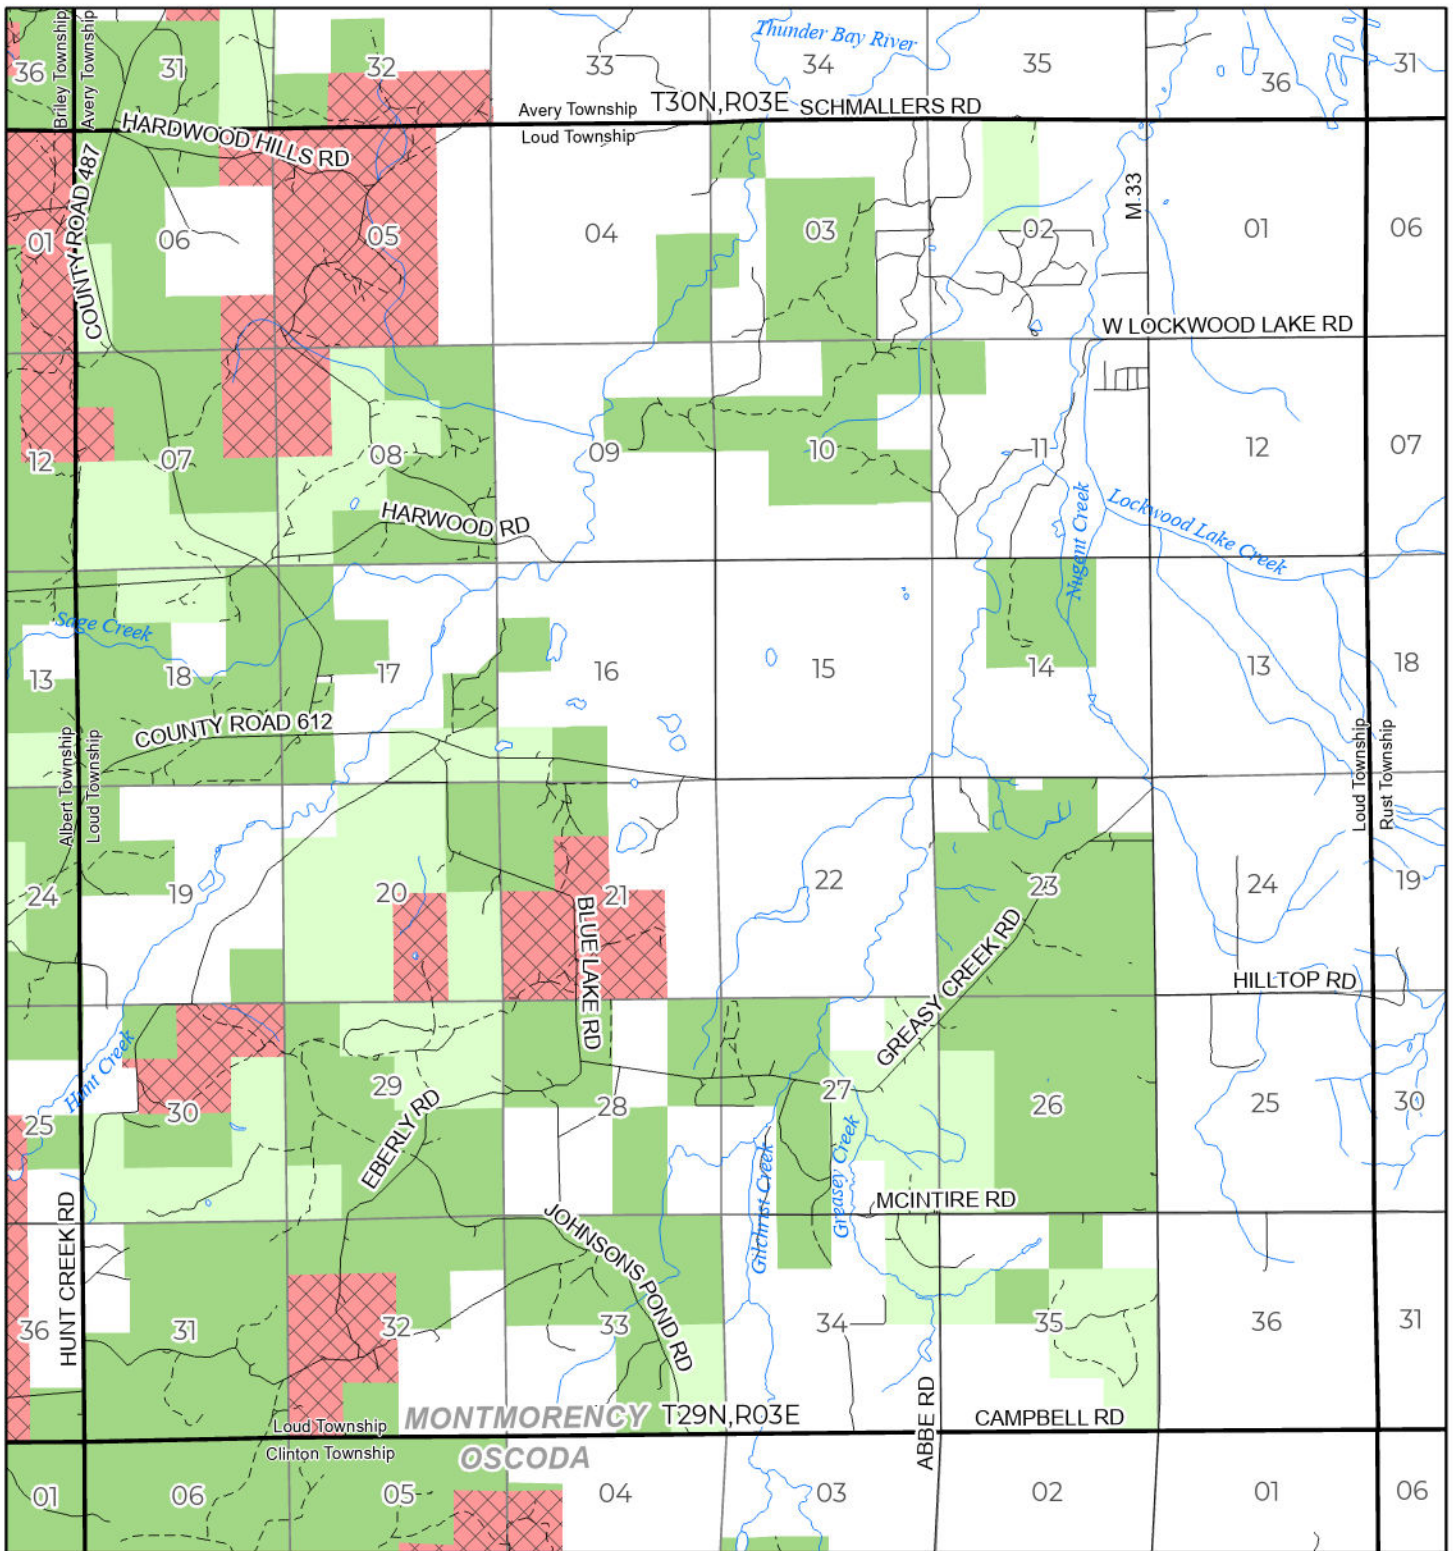 Thunder Bay River
36
31
32
33
34
35
36
31
Briley Township
Avery Township
Avery Township
T30N,R03E
SCHMALLERS RD
Loud Township
HARDWOOD HILLS RD
COUNTY ROAD 487
M 33
01
06
05
04
03
02
01
06
W LOCKWOOD LAKE RD
12
07
08
09
10
11
12
07
HARWOOD RD
Nugent Creek
Lockwood Lake Creek
Sage Creek
13
18
17
16
15
14
13
18
COUNTY ROAD 612
Albert Township
Loud Township
Loud Township
Rust Township
24
19
20
21
22
23
24
19
BLUE LAKE RD
GREASY CREEK RD
HILLTOP RD
Hunt Creek
25
30
29
28
27
26
25
30
EBERLY RD
Gilchrist Creek
Greasey Creek
MCINTIRE RD
HUNT CREEK RD
JOHNSONS POND RD
36
31
32
33
34
35
36
31
ABBE RD
CAMPBELL RD
Loud Township
MONTMORENCY
T29N,R03E
Clinton Township
OSCODA
01
06
05
04
03
02
01
06